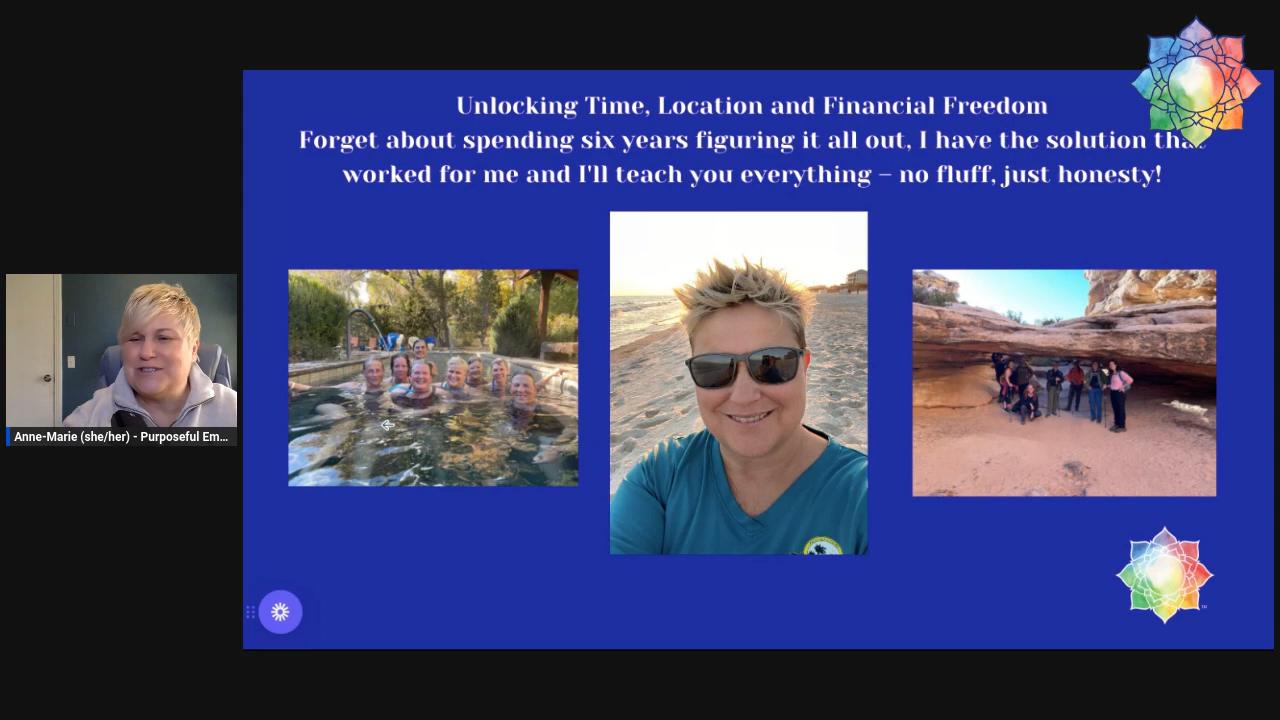 Unlocking Time, Location and Financial Freedom
Forget about spending six years figuring it all out, I have the solution that
worked for me and I'll teach you everything – no fluff, just honesty!
Anne-Marie (she/her) - Purposeful Em...
TM